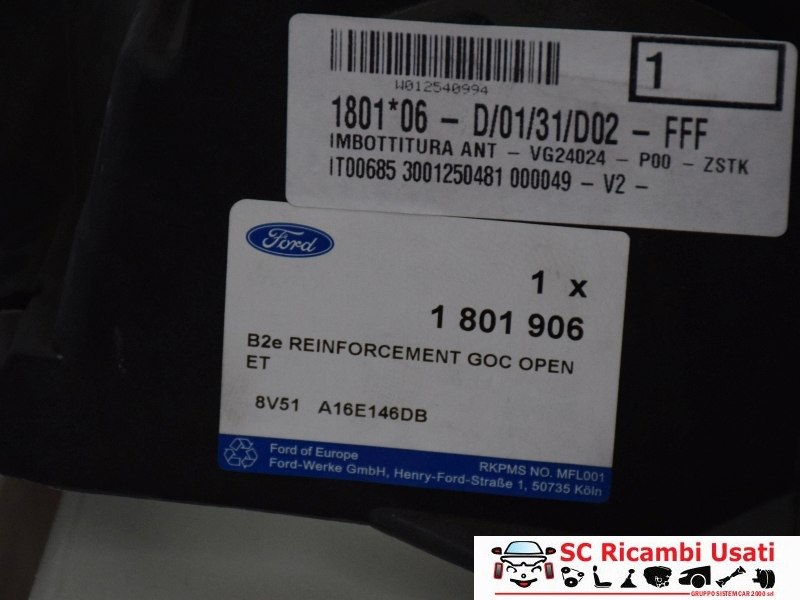 W012540994
1
1801*06 - D/01/31/D02 - FFF
IMBOTTITURA ANT - VG24024 - P00 - ZSTK
IT00685 3001250481 000049 - V2 -
Ford
1 x
1 801 906
B2e REINFORCEMENT GOC OPEN
ET
8V51 A16E146DB
Ford of Europe
RKPMS NO. MFL001
Ford-Werke GmbH, Henry-Ford-Straße 1, 50735 Köln
SC Ricambi Usati
GRUPPO SISTEMCAR 2000 srl